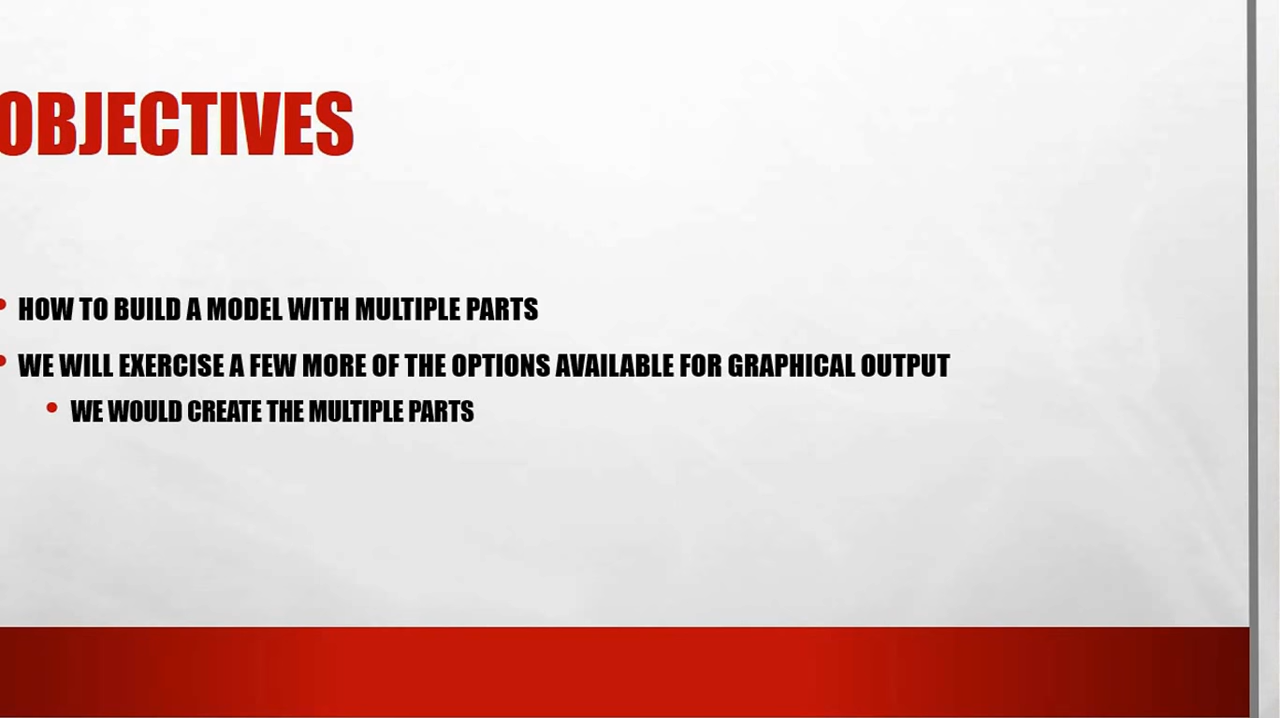 OBJECTIVES
• HOW TO BUILD A MODEL WITH MULTIPLE PARTS
• WE WILL EXERCISE A FEW MORE OF THE OPTIONS AVAILABLE FOR GRAPHICAL OUTPUT
• WE WOULD CREATE THE MULTIPLE PARTS